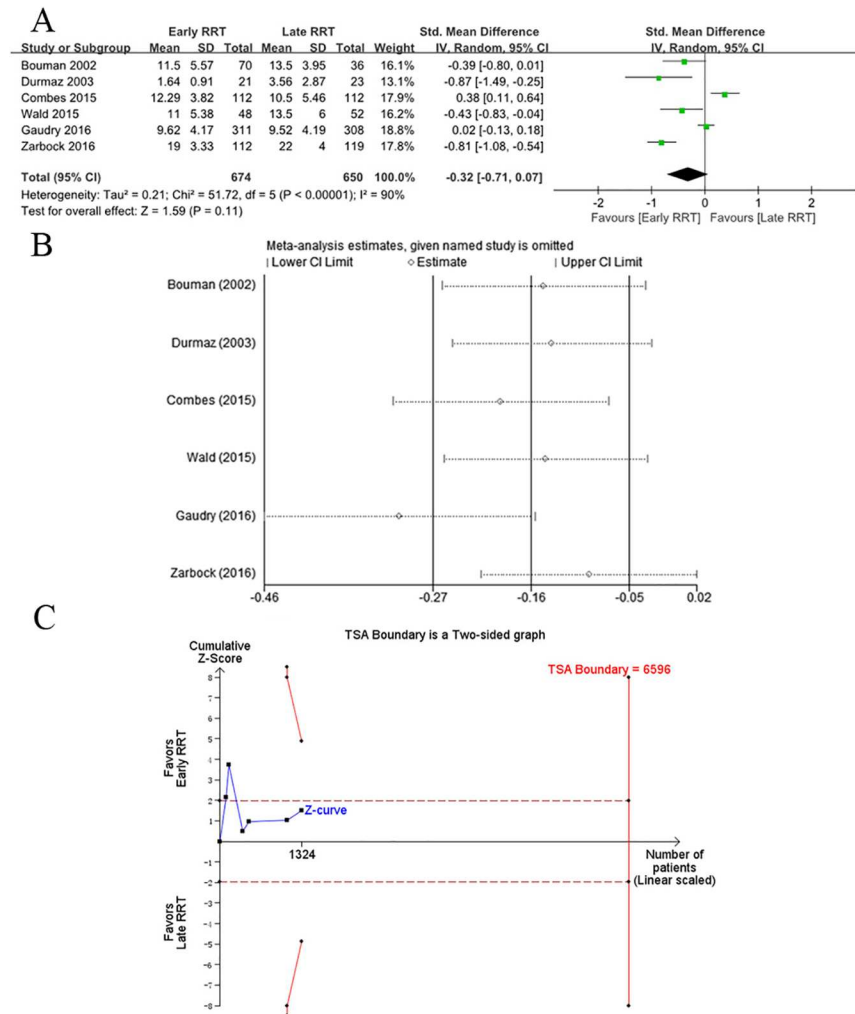 A
Early RRT Late RRT Std. Mean Difference Std. Mean Difference
Study or Subgroup Mean SD Total Mean SD Total Weight IV, Random, 95% CI IV, Random, 95% CI
Bouman 2002 11.5 5.57 70 13.5 3.95 36 16.1% -0.39 [-0.80, 0.01]
Durmaz 2003 1.64 0.91 21 3.56 2.87 23 13.1% -0.87 [-1.49, -0.25]
Combes 2015 12.29 3.82 112 10.5 5.46 112 17.9% 0.38 [0.11, 0.64]
Wald 2015 11 5.38 48 13.5 6 52 15.2% -0.43 [-0.83, -0.04]
Gaudry 2016 9.62 4.17 311 9.52 4.19 308 18.8% 0.02 [-0.13, 0.18]
Zarbock 2016 19 3.33 112 22 4 119 17.8% -0.81 [-1.08, -0.54]
Total (95% CI) 674 650 100.0% -0.32 [-0.71, 0.07]
Heterogeneity: Tau² = 0.21; Chi² = 51.72, df = 5 (P < 0.00001); I² = 90%
Test for overall effect: Z = 1.59 (P = 0.11)
-2 -1 0 1 2
Favours [Early RRT] Favours [Late RRT]
B
Meta-analysis estimates, given named study is omitted
| Lower CI Limit ◇ Estimate | Upper CI Limit
Bouman (2002)
Durmaz (2003)
Combes (2015)
Wald (2015)
Gaudry (2016)
Zarbock (2016)
-0.46 -0.27 -0.16 -0.05 0.02
C
TSA Boundary is a Two-sided graph
Cumulative
Z-Score
TSA Boundary = 6596
8
7
6
5
4
3
2
1
-1
-2
-3
-4
-5
-6
-7
-8
Favors
Early RRT
Favors
Late RRT
Z-curve
1324
Number of
patients
(Linear scaled)